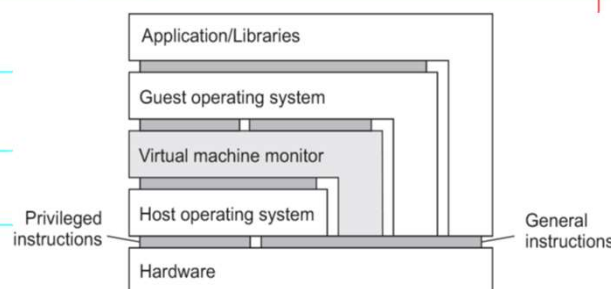 Application/Libraries
Guest operating system
Virtual machine monitor
Host operating system
Privileged
instructions
General
instructions
Hardware